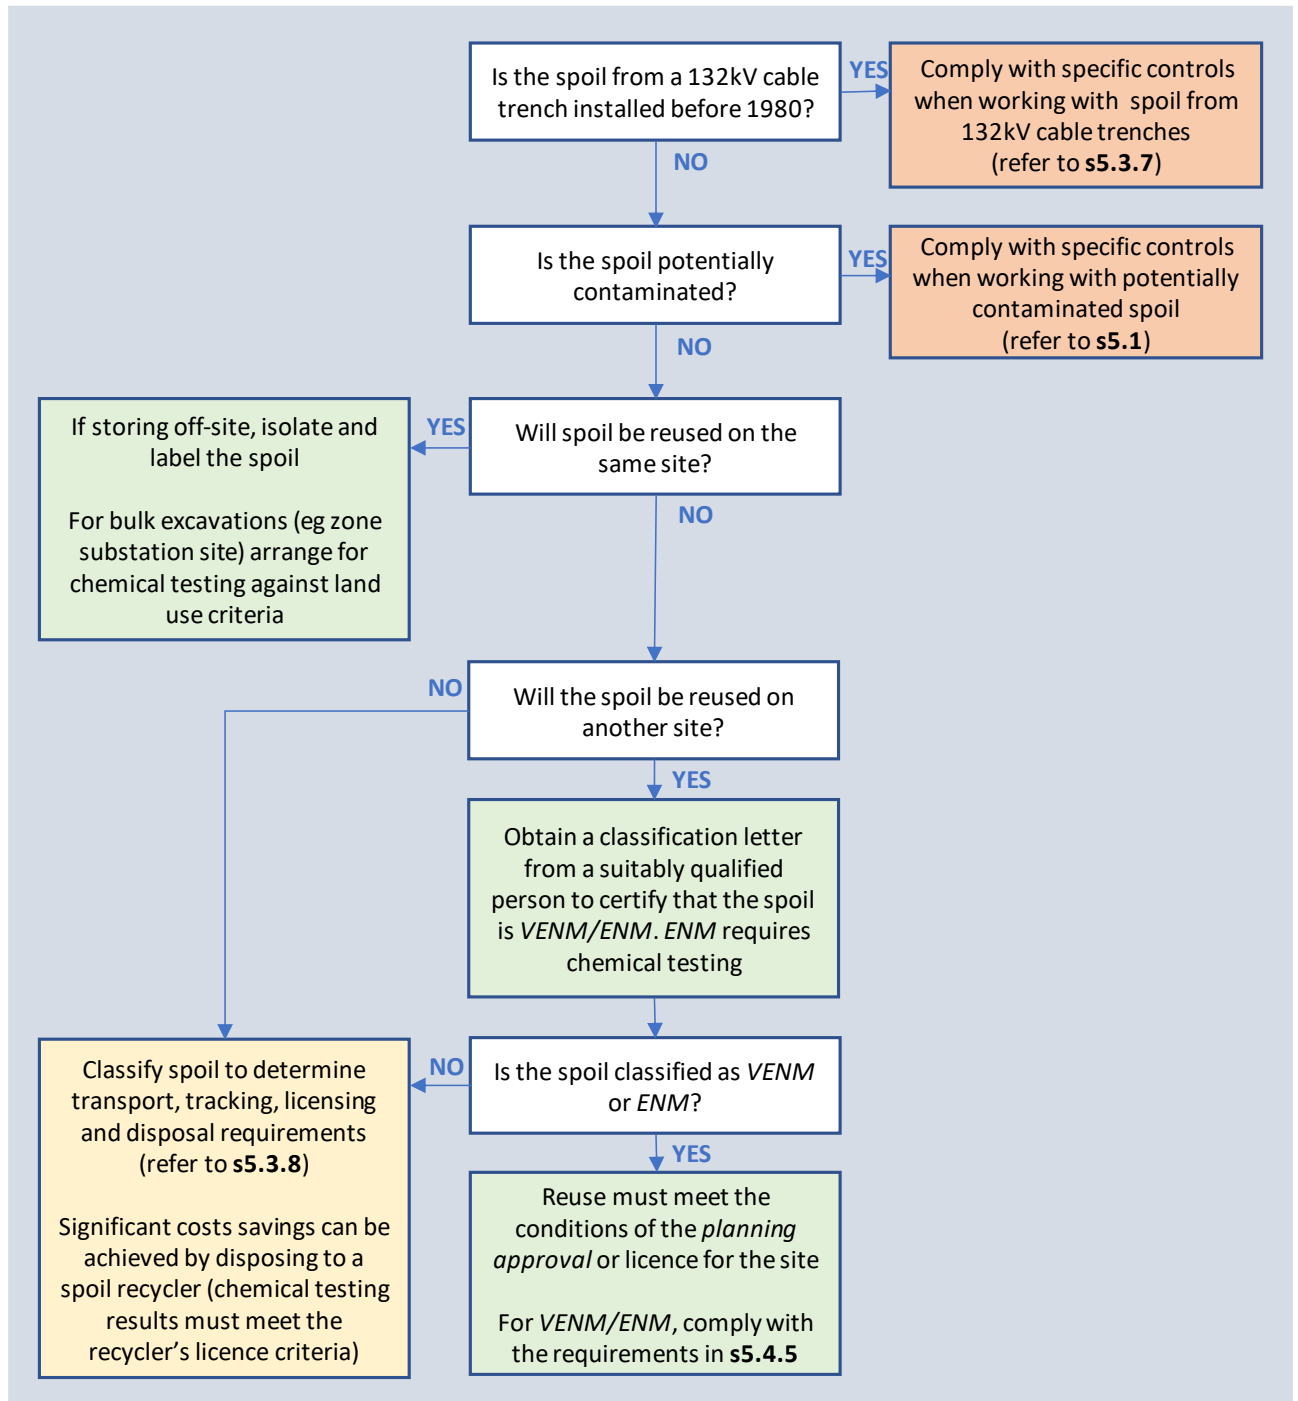 Is the spoil from a 132kV cable
trench installed before 1980?
YES
Comply with specific controls
when working with spoil from
132kV cable trenches
(refer to s5.3.7)
NO
Is the spoil potentially
contaminated?
YES
Comply with specific controls
when working with potentially
contaminated spoil
(refer to s5.1)
NO
Will spoil be reused on the
same site?
YES
If storing off-site, isolate and
label the spoil
For bulk excavations (eg zone
substation site) arrange for
chemical testing against land
use criteria
NO
Will the spoil be reused on
another site?
NO
YES
Obtain a classification letter
from a suitably qualified
person to certify that the spoil
is VENM/ENM. ENM requires
chemical testing
Is the spoil classified as VENM
or ENM?
NO
Classify spoil to determine
transport, tracking, licensing
and disposal requirements
(refer to s5.3.8)
Significant costs savings can be
achieved by disposing to a
spoil recycler (chemical testing
results must meet the
recycler's licence criteria)
YES
Reuse must meet the
conditions of the planning
approval or licence for the site
For VENM/ENM, comply with
the requirements in s5.4.5